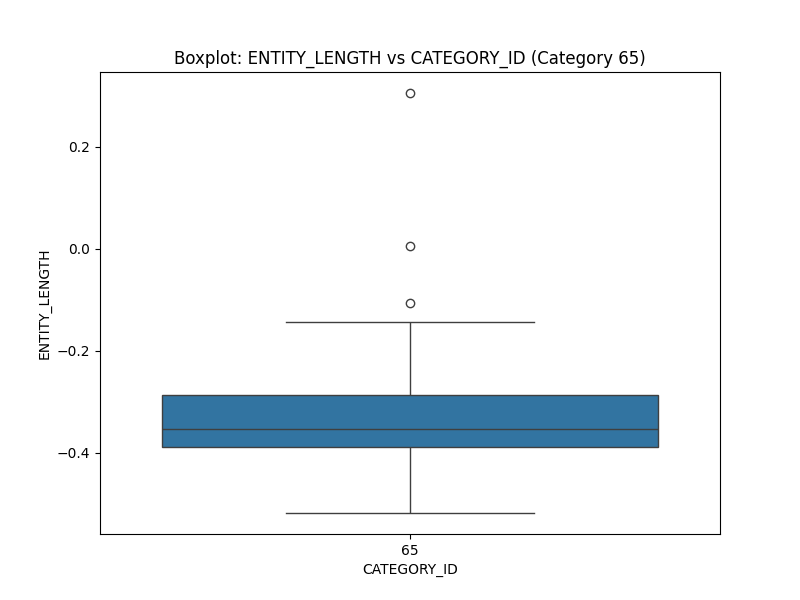 Boxplot: ENTITY_LENGTH vs CATEGORY_ID (Category 65)
ENTITY_LENGTH
0.2
0.0
−0.2
−0.4
65
CATEGORY_ID